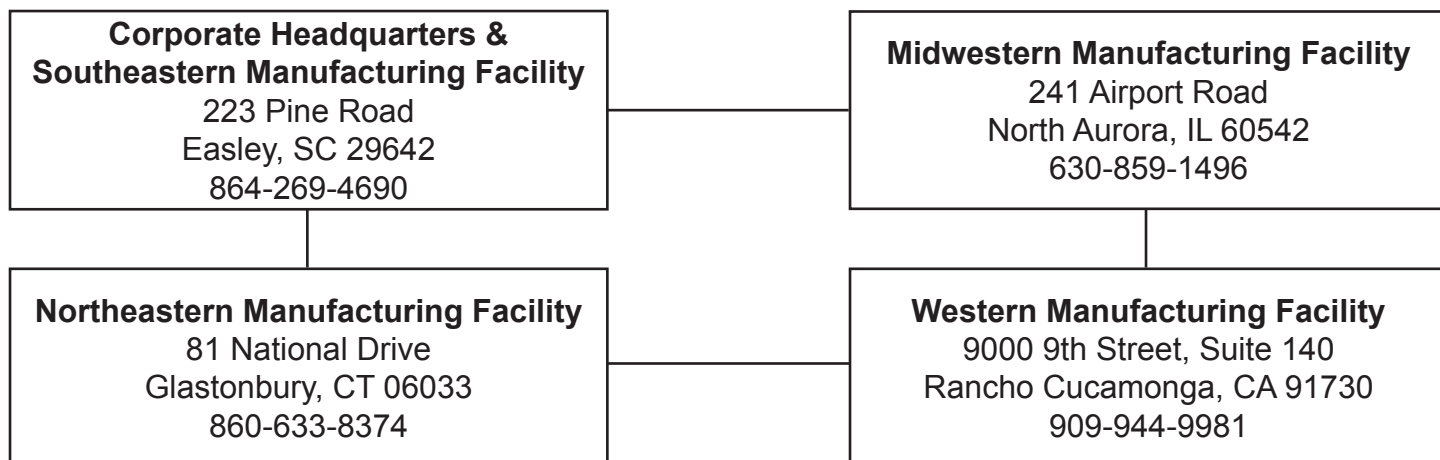 Corporate Headquarters &
Southeastern Manufacturing Facility
223 Pine Road
Easley, SC 29642
864-269-4690
Midwestern Manufacturing Facility
241 Airport Road
North Aurora, IL 60542
630-859-1496
Northeastern Manufacturing Facility
81 National Drive
Glastonbury, CT 06033
860-633-8374
Western Manufacturing Facility
9000 9th Street, Suite 140
Rancho Cucamonga, CA 91730
909-944-9981